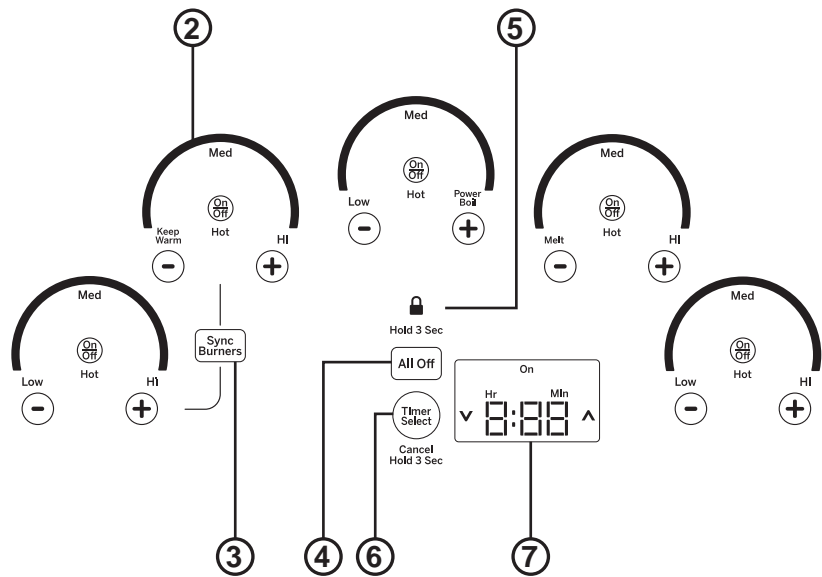 2
5
Med
On
Off
Hot
Keep
Warm
HI
−
+
Med
On
Off
Hot
Low
Power
Boil
−
+
Med
On
Off
Hot
Melt
HI
−
+
Med
On
Off
Hot
Low
HI
−
+
Sync
Burners
Hold 3 Sec
All Off
Timer
Select
Cancel
Hold 3 Sec
On
Hr
Min
8:88
Med
On
Off
Hot
Low
HI
−
+
3
4
6
7